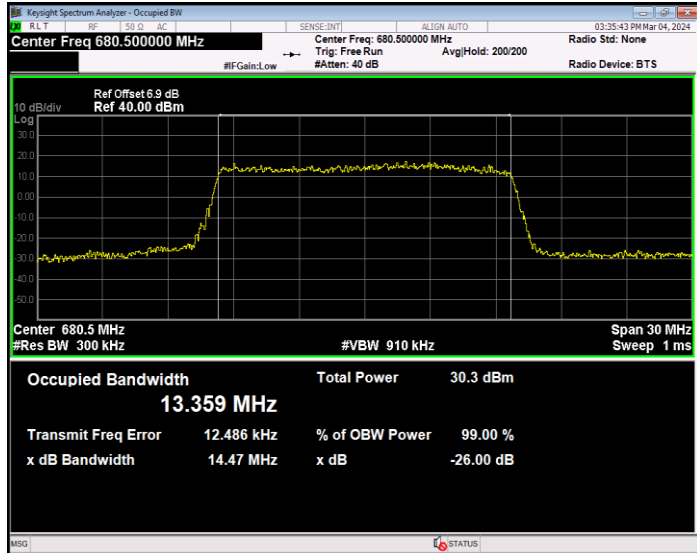 Keysight Spectrum Analyzer - Occupied BW
RLT RF 50 Ω AC SENSE:INT ALIGN AUTO 03:35:43 PM Mar 04, 2024
Center Freq 680.500000 MHz Center Freq: 680.500000 MHz Radio Std: None
Trig: Free Run Avg|Hold: 200/200
#IFGain:Low #Atten: 40 dB Radio Device: BTS
Ref Offset 6.9 dB
10 dB/div Ref 40.00 dBm
Log
30.0
20.0
10.0
0.00
-10.0
-20.0
-30.0
-40.0
-50.0
Center 680.5 MHz Span 30 MHz
#Res BW 300 kHz #VBW 910 kHz Sweep 1 ms
Occupied Bandwidth Total Power 30.3 dBm
13.359 MHz
Transmit Freq Error 12.486 kHz % of OBW Power 99.00 %
x dB Bandwidth 14.47 MHz x dB -26.00 dB
MSG STATUS